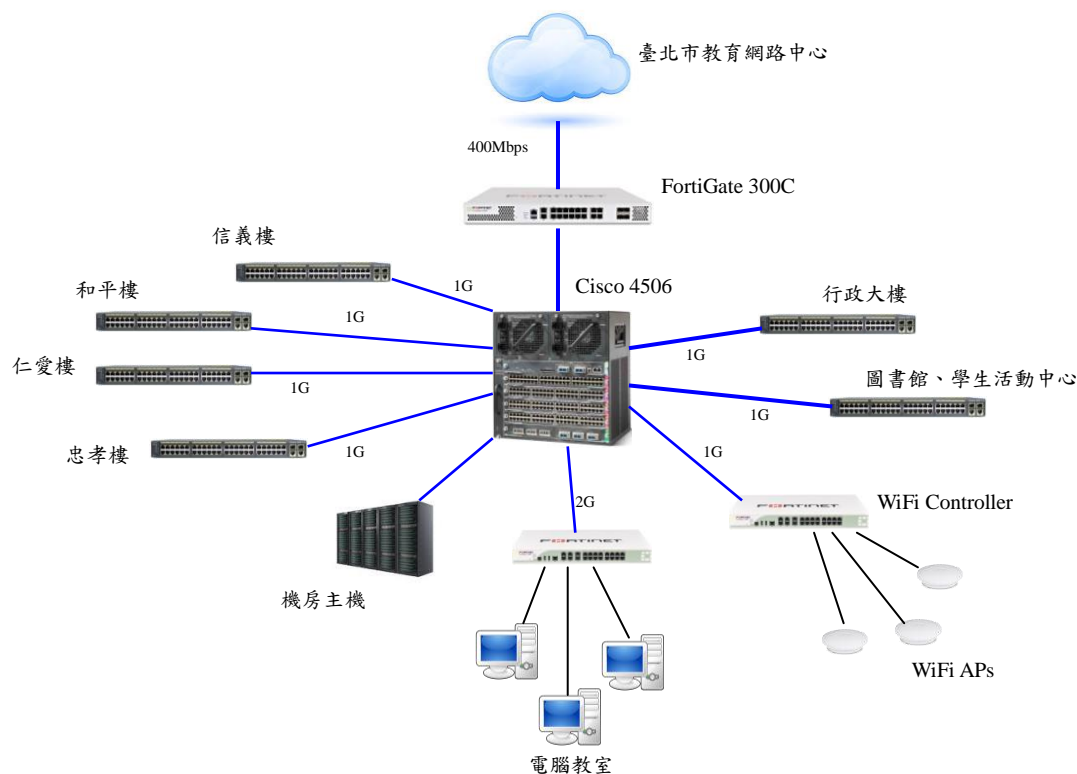 臺北市教育網路中心
400Mbps
FortiGate 300C
FORTINET
信義樓
1G
Cisco 4506
和平樓
1G
行政大樓
1G
仁愛樓
1G
圖書館、學生活動中心
1G
忠孝樓
1G
1G
2G
WiFi Controller
FORTINET
FORTINET
機房主機
WiFi APs
電腦教室